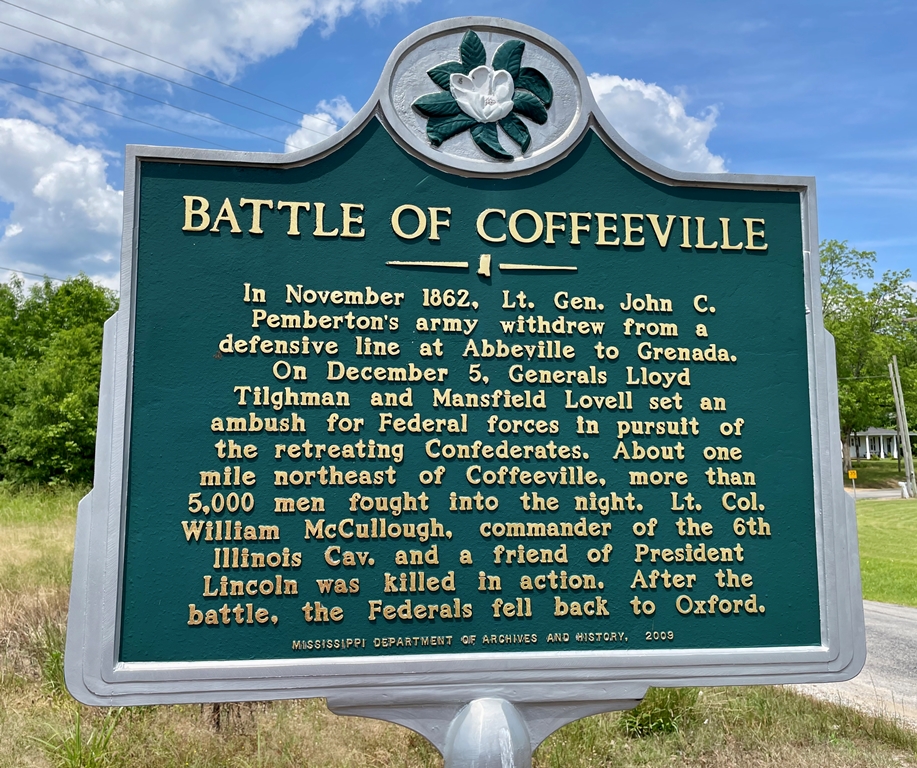 BATTLE OF COFFEEVILLE
In November 1862, Lt. Gen. John C.
Pemberton's army withdrew from a
defensive line at Abbeville to Grenada.
On December 5, Generals Lloyd
Tilghman and Mansfield Lovell set an
ambush for Federal forces in pursuit of
the retreating Confederates. About one
mile northeast of Coffeeville, more than
5,000 men fought into the night. Lt. Col.
William McCullough, commander of the 6th
Illinois Cav. and a friend of President
Lincoln was killed in action. After the
battle, the Federals fell back to Oxford.
MISSISSIPPI DEPARTMENT OF ARCHIVES AND HISTORY, 2009